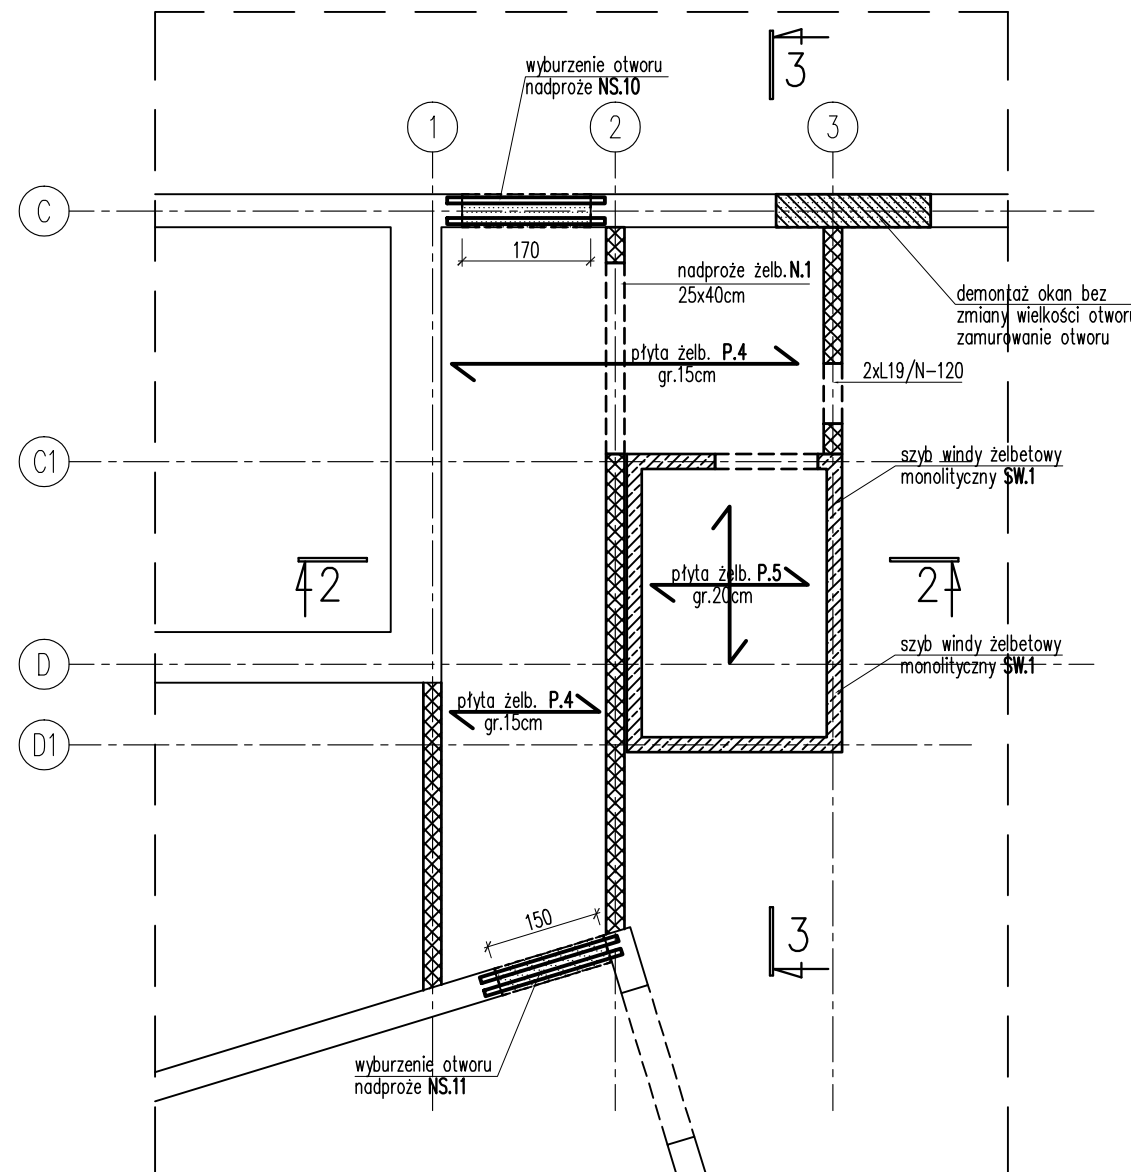 wyburzenie otworu
nadproże NS.10
3
1
2
3
C
170
nadproże żelb. N.1
25x40cm
demontaż okan bez
zmiany wielkości otworu
zamurowanie otworu
płyta żelb. P.4
gr.15cm
2xL19/N-120
C1
szyb windy żelbetowy
monolityczny SW.1
2
płyta żelb. P.5
gr.20cm
2
D
szyb windy żelbetowy
monolityczny SW.1
płyta żelb. P.4
gr.15cm
D1
150
3
wyburzenie otworu
nadproże NS.11